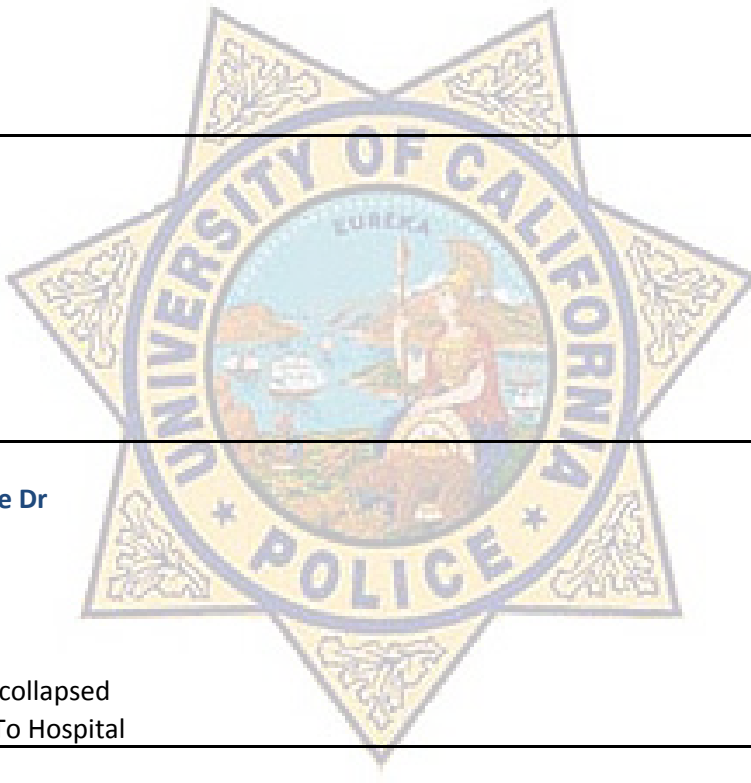 UNIVERSITY OF CALIFORNIA
EUREKA
e Dr
POLICE
collapsed
To Hospital